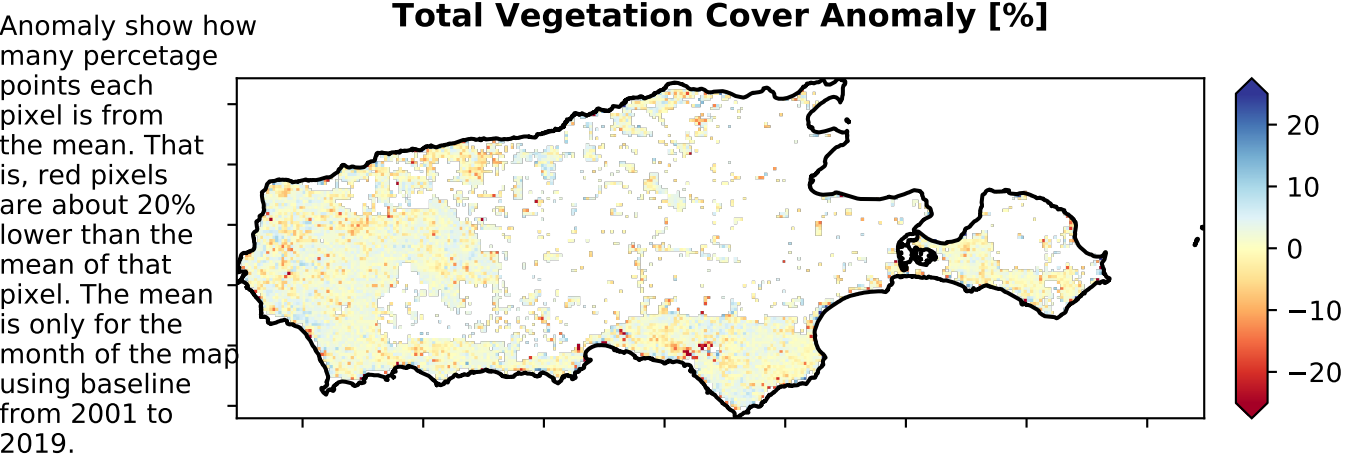 Total Vegetation Cover Anomaly [%]
Anomaly show how
many percetage
points each
pixel is from
the mean. That
is, red pixels
are about 20%
lower than the
mean of that
pixel. The mean
is only for the
month of the map
using baseline
from 2001 to
2019.
20
10
0
−10
−20